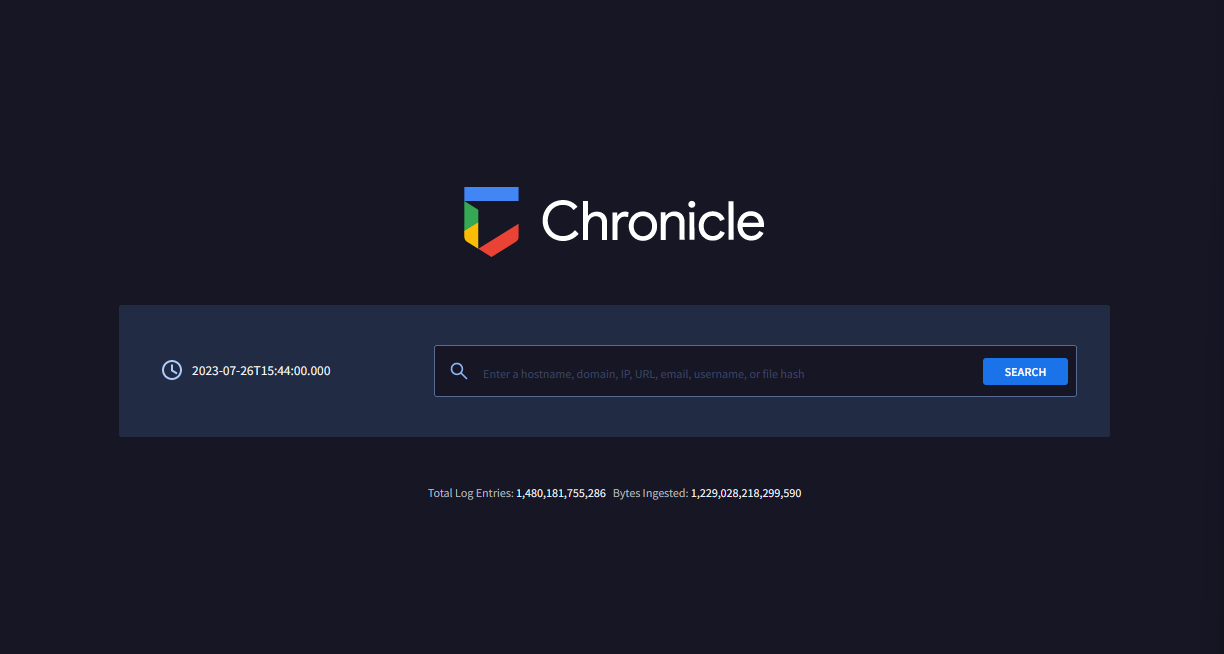 Chronicle
2023-07-26T15:44:00.000
Enter a hostname, domain, IP, URL, email, username, or file hash
SEARCH
Total Log Entries: 1,480,181,755,286 Bytes Ingested: 1,229,028,218,299,590